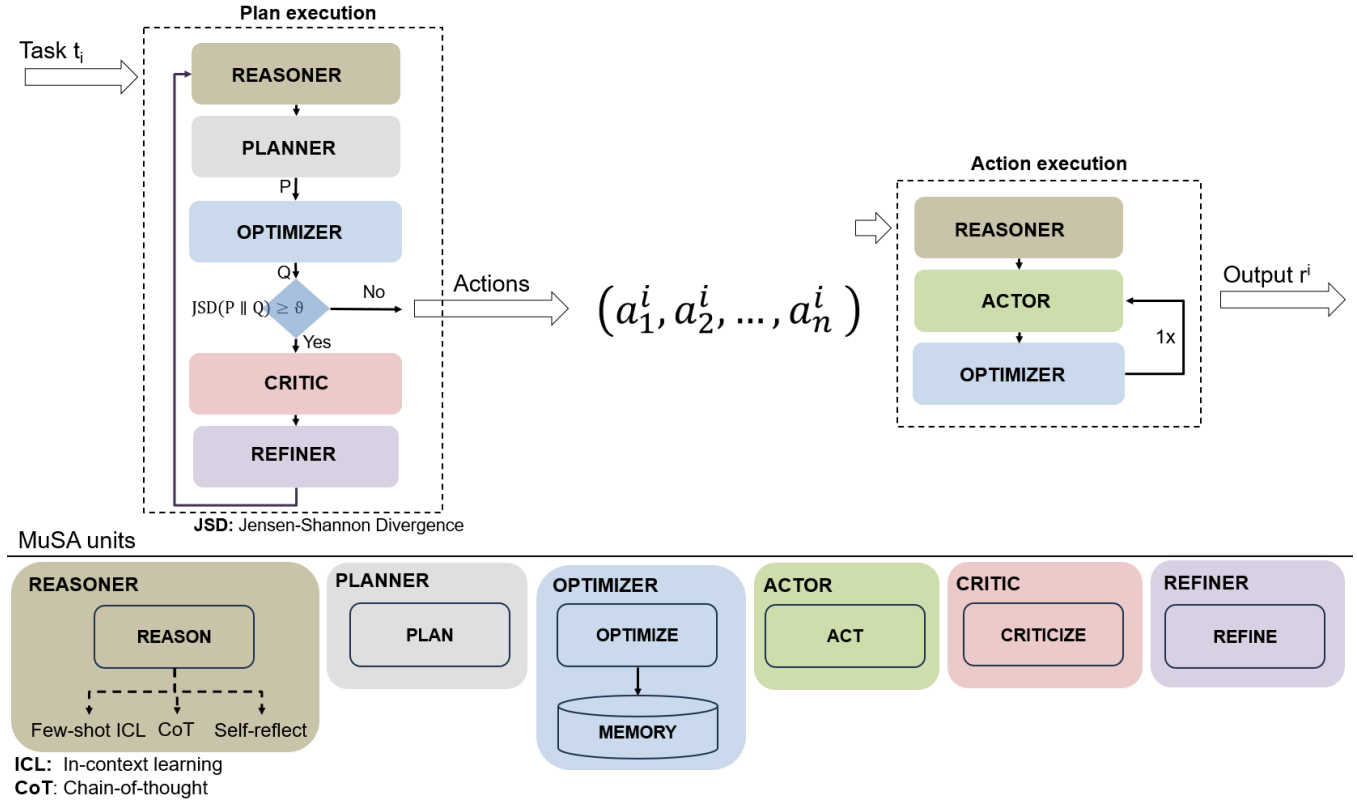 Plan execution
Task tᵢ
REASONER
PLANNER
P
OPTIMIZER
Q
JSD(P ∥ Q) ≥ ϑ
No
Yes
CRITIC
REFINER
JSD: Jensen-Shannon Divergence
Actions
(a₁ⁱ, a₂ⁱ, ..., aₙⁱ)
Action execution
REASONER
ACTOR
OPTIMIZER
1x
Output rⁱ
MuSA units
REASONER
REASON
Few-shot ICL CoT Self-reflect
PLANNER
PLAN
OPTIMIZER
OPTIMIZE
MEMORY
ACTOR
ACT
CRITIC
CRITICIZE
REFINER
REFINE
ICL: In-context learning
CoT: Chain-of-thought